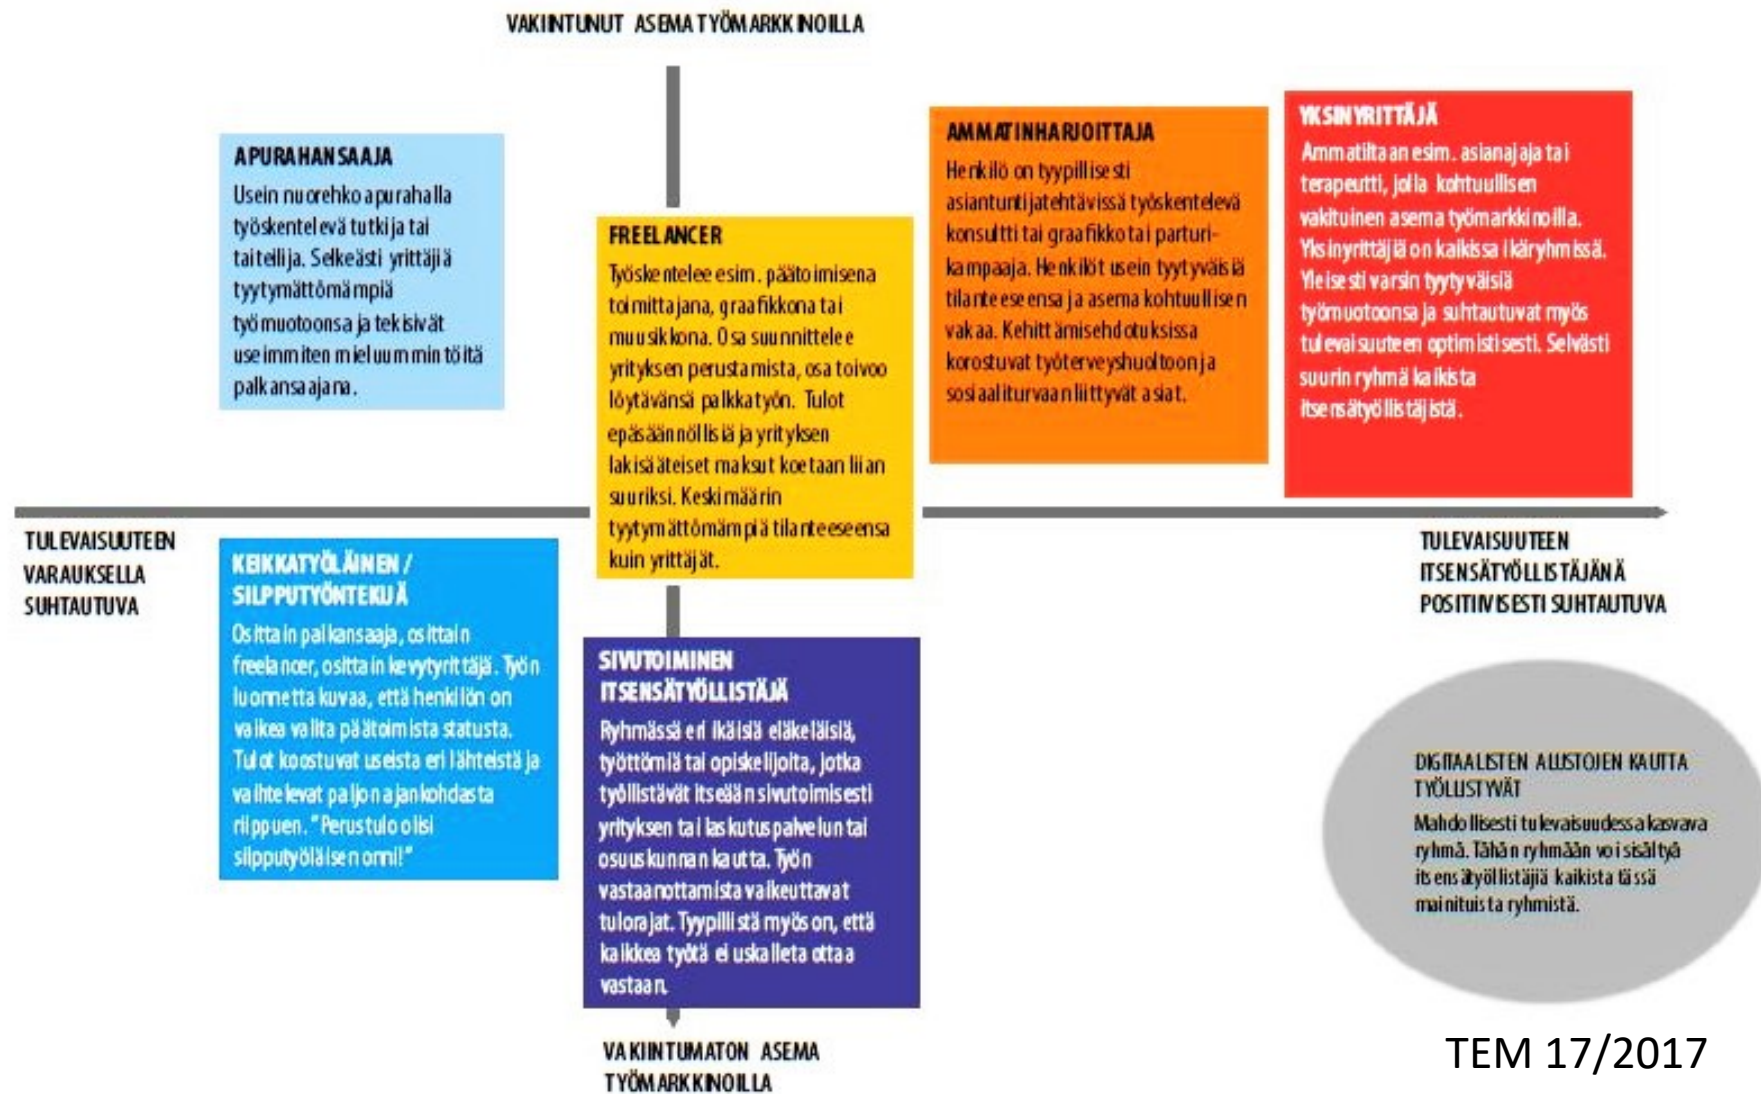 VAKIINTUNUT ASEMA TYÖMARKKINOILLA
APURAHANSAAJA
Usein nuorehko apurahalla
työskentelevä tutkija tai
taiteilija. Selkeästi yrittäjiä
tyytymättömämpiä
työmuotoonsa ja tekisivät
useimmiten mieluummin töitä
palkansaajana.
FREELANCER
Työskentelee esim. päätoimisena
toimittajana, graafikkona tai
muusikkona. Osa suunnittelee
yrityksen perustamista, osa toivoo
löytävänsä palkkatyön. Tulot
epäsäännöllisiä ja yrityksen
lakisääteiset maksut koetaan liian
suuriksi. Keskimäärin
tyytymättömämpiä tilanteeseensa
kuin yrittäjät.
AMMATINHARJOITTAJA
Henkilö on tyypillisesti
asiantuntijatehtävissä työskentelevä
konsultti tai graafikko tai parturi-
kampaaja. Henkilöt usein tyytyväisiä
tilanteeseensa ja asema kohtuullisen
vakaa. Kehittämisehdotuksissa
korostuvat työterveyshuoltoon ja
sosiaaliturvaan liittyvät asiat.
YKSINYRITTÄJÄ
Ammatiltaan esim. asianajaja tai
terapeutti, jolla kohtuullisen
vakituinen asema työmarkkinoilla.
Yksinyrittäjiä on kaikissa ikäryhmissä.
Yleisesti varsin tyytyväisiä
työmuotoonsa ja suhtautuvat myös
tulevaisuuteen optimistisesti. Selvästi
suurin ryhmä kaikista
itsensätyöllistäjistä.
TULEVAISUUTEEN
VARAUKSELLA
SUHTAUTUVA
TULEVAISUUTEEN
ITSENSÄTYÖLLISTÄJÄNÄ
POSITIIVISESTI SUHTAUTUVA
KEIKKATYÖLÄINEN /
SILPPUTYÖNTEKIJÄ
Osittain palkansaaja, osittain
freelancer, osittain kevytyrittäjä. Työn
luonnetta kuvaa, että henkilön on
vaikea valita päätoimista statusta.
Tulot koostuvat useista eri lähteistä ja
vaihtelevat paljon ajankohdasta
riippuen. "Perustulo olisi
silpputyöläisen onni!"
SIVUTOIMINEN
ITSENSÄTYÖLLISTÄJÄ
Ryhmässä eri ikäisiä eläkeläisiä,
työttömiä tai opiskelijoita, jotka
työllistävät itseään sivutoimisesti
yrityksen tai laskutuspalvelun tai
osuuskunnan kautta. Työn
vastaanottamista vaikeuttavat
tulorajat. Tyypillistä myös on, että
kaikkea työtä ei uskalleta ottaa
vastaan.
DIGITAALISTEN ALUSTOJEN KAUTTA
TYÖLLISTYVÄT
Mahdollisesti tulevaisuudessa kasvava
ryhmä. Tähän ryhmään voi sisältyä
itsensätyöllistäjiä kaikista tässä
mainituista ryhmistä.
VAKIINTUMATON ASEMA
TYÖMARKKINOILLA
TEM 17/2017